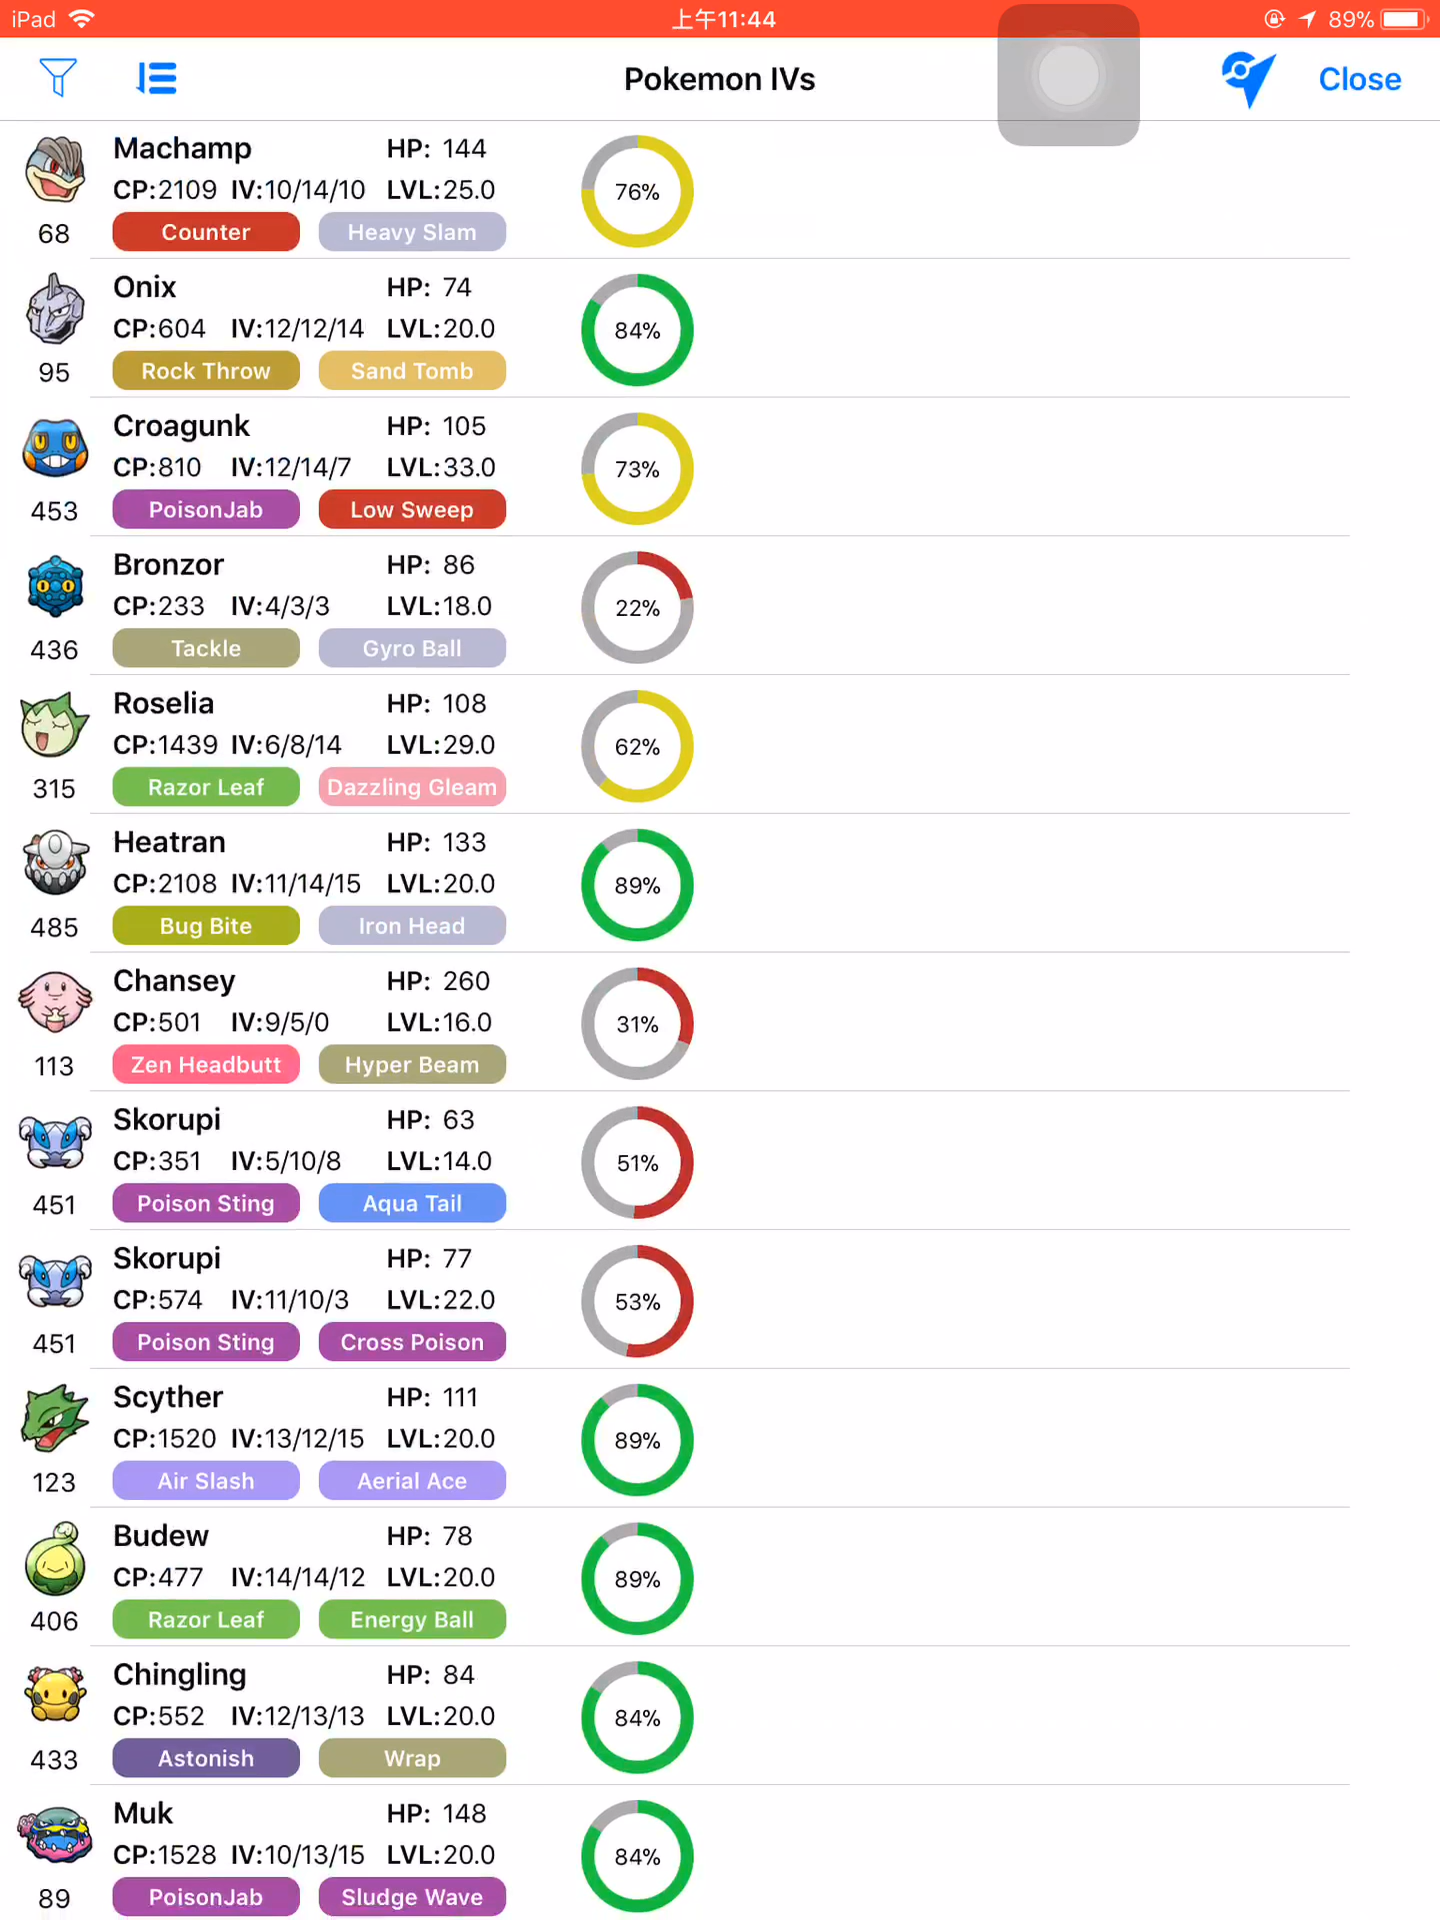 iPad 上午11:44 89%
Pokemon IVs Close
Machamp HP: 144
CP:2109 IV:10/14/10 LVL:25.0 76%
68 Counter Heavy Slam
Onix HP: 74
CP:604 IV:12/12/14 LVL:20.0 84%
95 Rock Throw Sand Tomb
Croagunk HP: 105
CP:810 IV:12/14/7 LVL:33.0 73%
453 PoisonJab Low Sweep
Bronzor HP: 86
CP:233 IV:4/3/3 LVL:18.0 22%
436 Tackle Gyro Ball
Roselia HP: 108
CP:1439 IV:6/8/14 LVL:29.0 62%
315 Razor Leaf Dazzling Gleam
Heatran HP: 133
CP:2108 IV:11/14/15 LVL:20.0 89%
485 Bug Bite Iron Head
Chansey HP: 260
CP:501 IV:9/5/0 LVL:16.0 31%
113 Zen Headbutt Hyper Beam
Skorupi HP: 63
CP:351 IV:5/10/8 LVL:14.0 51%
451 Poison Sting Aqua Tail
Skorupi HP: 77
CP:574 IV:11/10/3 LVL:22.0 53%
451 Poison Sting Cross Poison
Scyther HP: 111
CP:1520 IV:13/12/15 LVL:20.0 89%
123 Air Slash Aerial Ace
Budew HP: 78
CP:477 IV:14/14/12 LVL:20.0 89%
406 Razor Leaf Energy Ball
Chingling HP: 84
CP:552 IV:12/13/13 LVL:20.0 84%
433 Astonish Wrap
Muk HP: 148
CP:1528 IV:10/13/15 LVL:20.0 84%
89 PoisonJab Sludge Wave